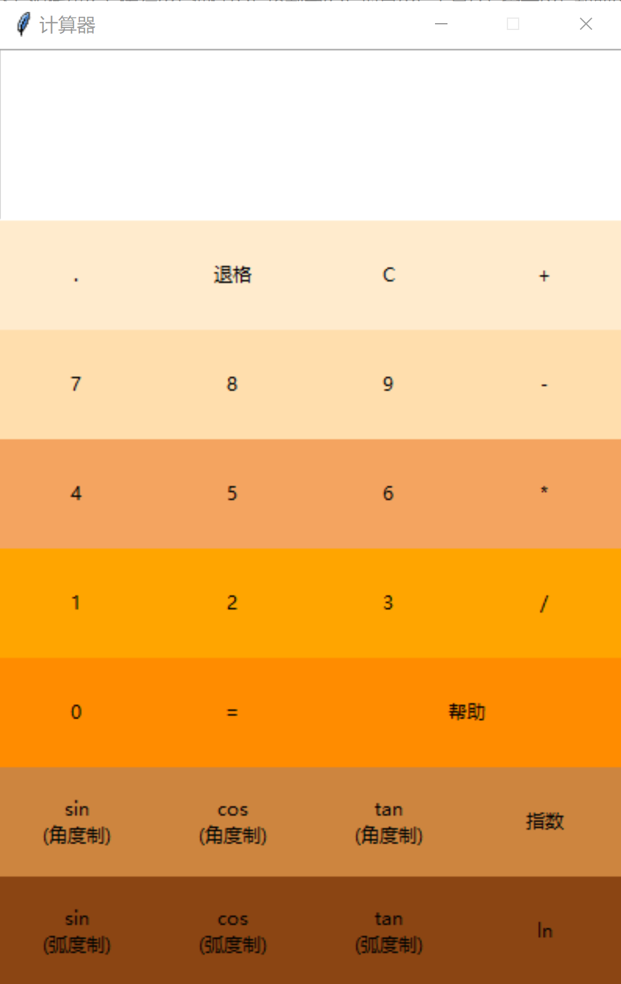 计算器
. 退格 C +
7 8 9 -
4 5 6 *
1 2 3 /
0 = 帮助
sin cos tan 指数
(角度制) (角度制) (角度制)
sin cos tan ln
(弧度制) (弧度制) (弧度制)